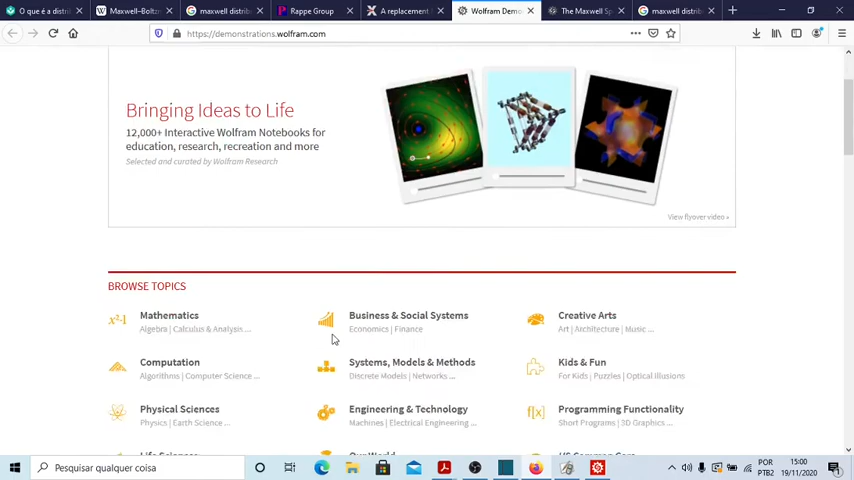 O que é a distri
Maxwell–Boltz
maxwell distrib
Rappe Group
A replacement
Wolfram Demo
The Maxwell Sp
maxwell distrib
https://demonstrations.wolfram.com
Bringing Ideas to Life
12,000+ Interactive Wolfram Notebooks for
education, research, recreation and more
Selected and curated by Wolfram Research
View flyover video »
BROWSE TOPICS
Mathematics
Algebra | Calculus & Analysis ...
Business & Social Systems
Economics | Finance
Creative Arts
Art | Architecture | Music ...
Computation
Algorithms | Computer Science ...
Systems, Models & Methods
Discrete Models | Networks ...
Kids & Fun
For Kids | Puzzles | Optical Illusions
Physical Sciences
Physics | Earth Science ...
Engineering & Technology
Machines | Electrical Engineering ...
f[x]
Programming Functionality
Short Programs | 3D Graphics ...
Pesquisar qualquer coisa
POR
PTB2
15:00
19/11/2020